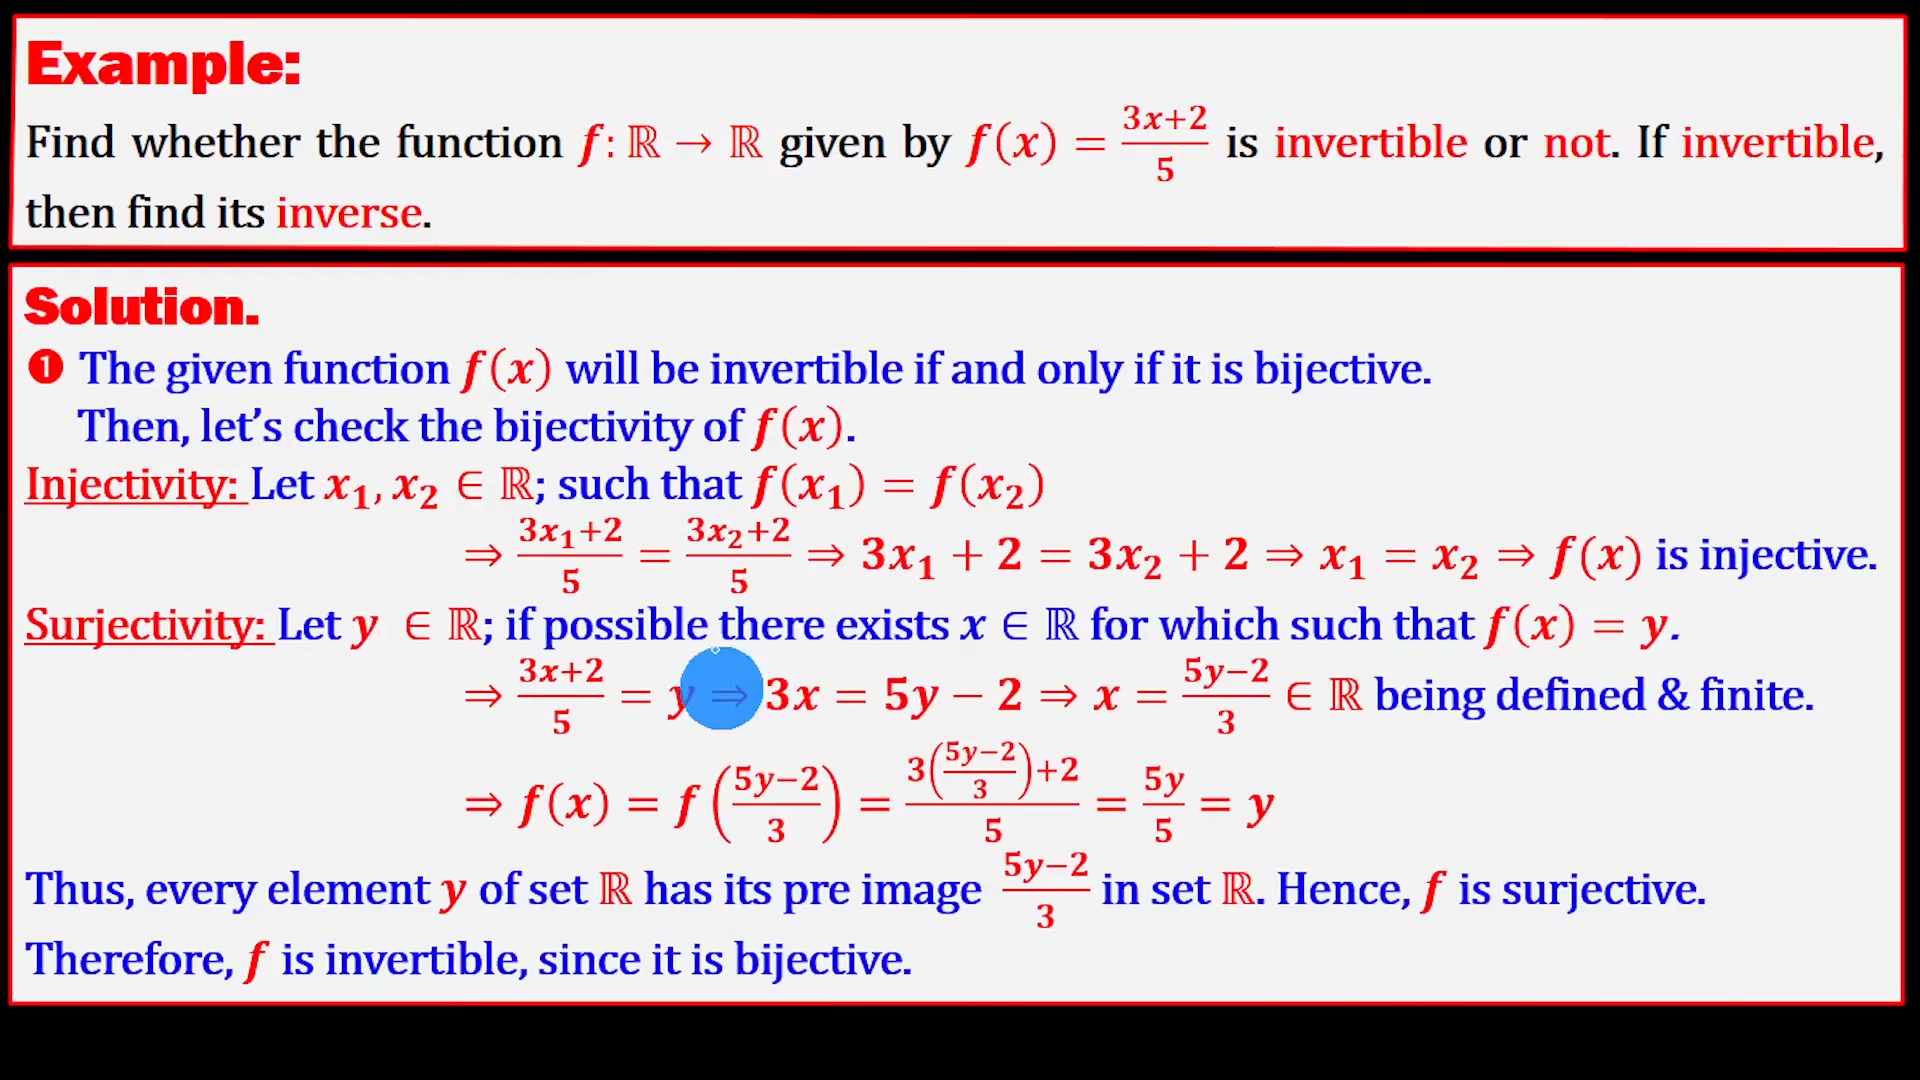 Example:
Find whether the function f: ℝ → ℝ given by f(x) = (3x+2)/5 is invertible or not. If invertible,
then find its inverse.
Solution.
❶ The given function f(x) will be invertible if and only if it is bijective.
Then, let’s check the bijectivity of f(x).
Injectivity: Let x₁, x₂ ∈ ℝ; such that f(x₁) = f(x₂)
⇒ (3x₁+2)/5 = (3x₂+2)/5 ⇒ 3x₁ + 2 = 3x₂ + 2 ⇒ x₁ = x₂ ⇒ f(x) is injective.
Surjectivity: Let y ∈ ℝ; if possible there exists x ∈ ℝ for which such that f(x) = y.
⇒ (3x+2)/5 = y ⇒ 3x = 5y − 2 ⇒ x = (5y−2)/3 ∈ ℝ being defined & finite.
⇒ f(x) = f((5y−2)/3) = (3((5y−2)/3)+2)/5 = 5y/5 = y
Thus, every element y of set ℝ has its pre image (5y−2)/3 in set ℝ. Hence, f is surjective.
Therefore, f is invertible, since it is bijective.